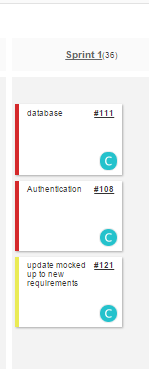 Sprint 1(36)
database #111
C
Authentication #108
C
update mocked #121
up to new
requirements
C